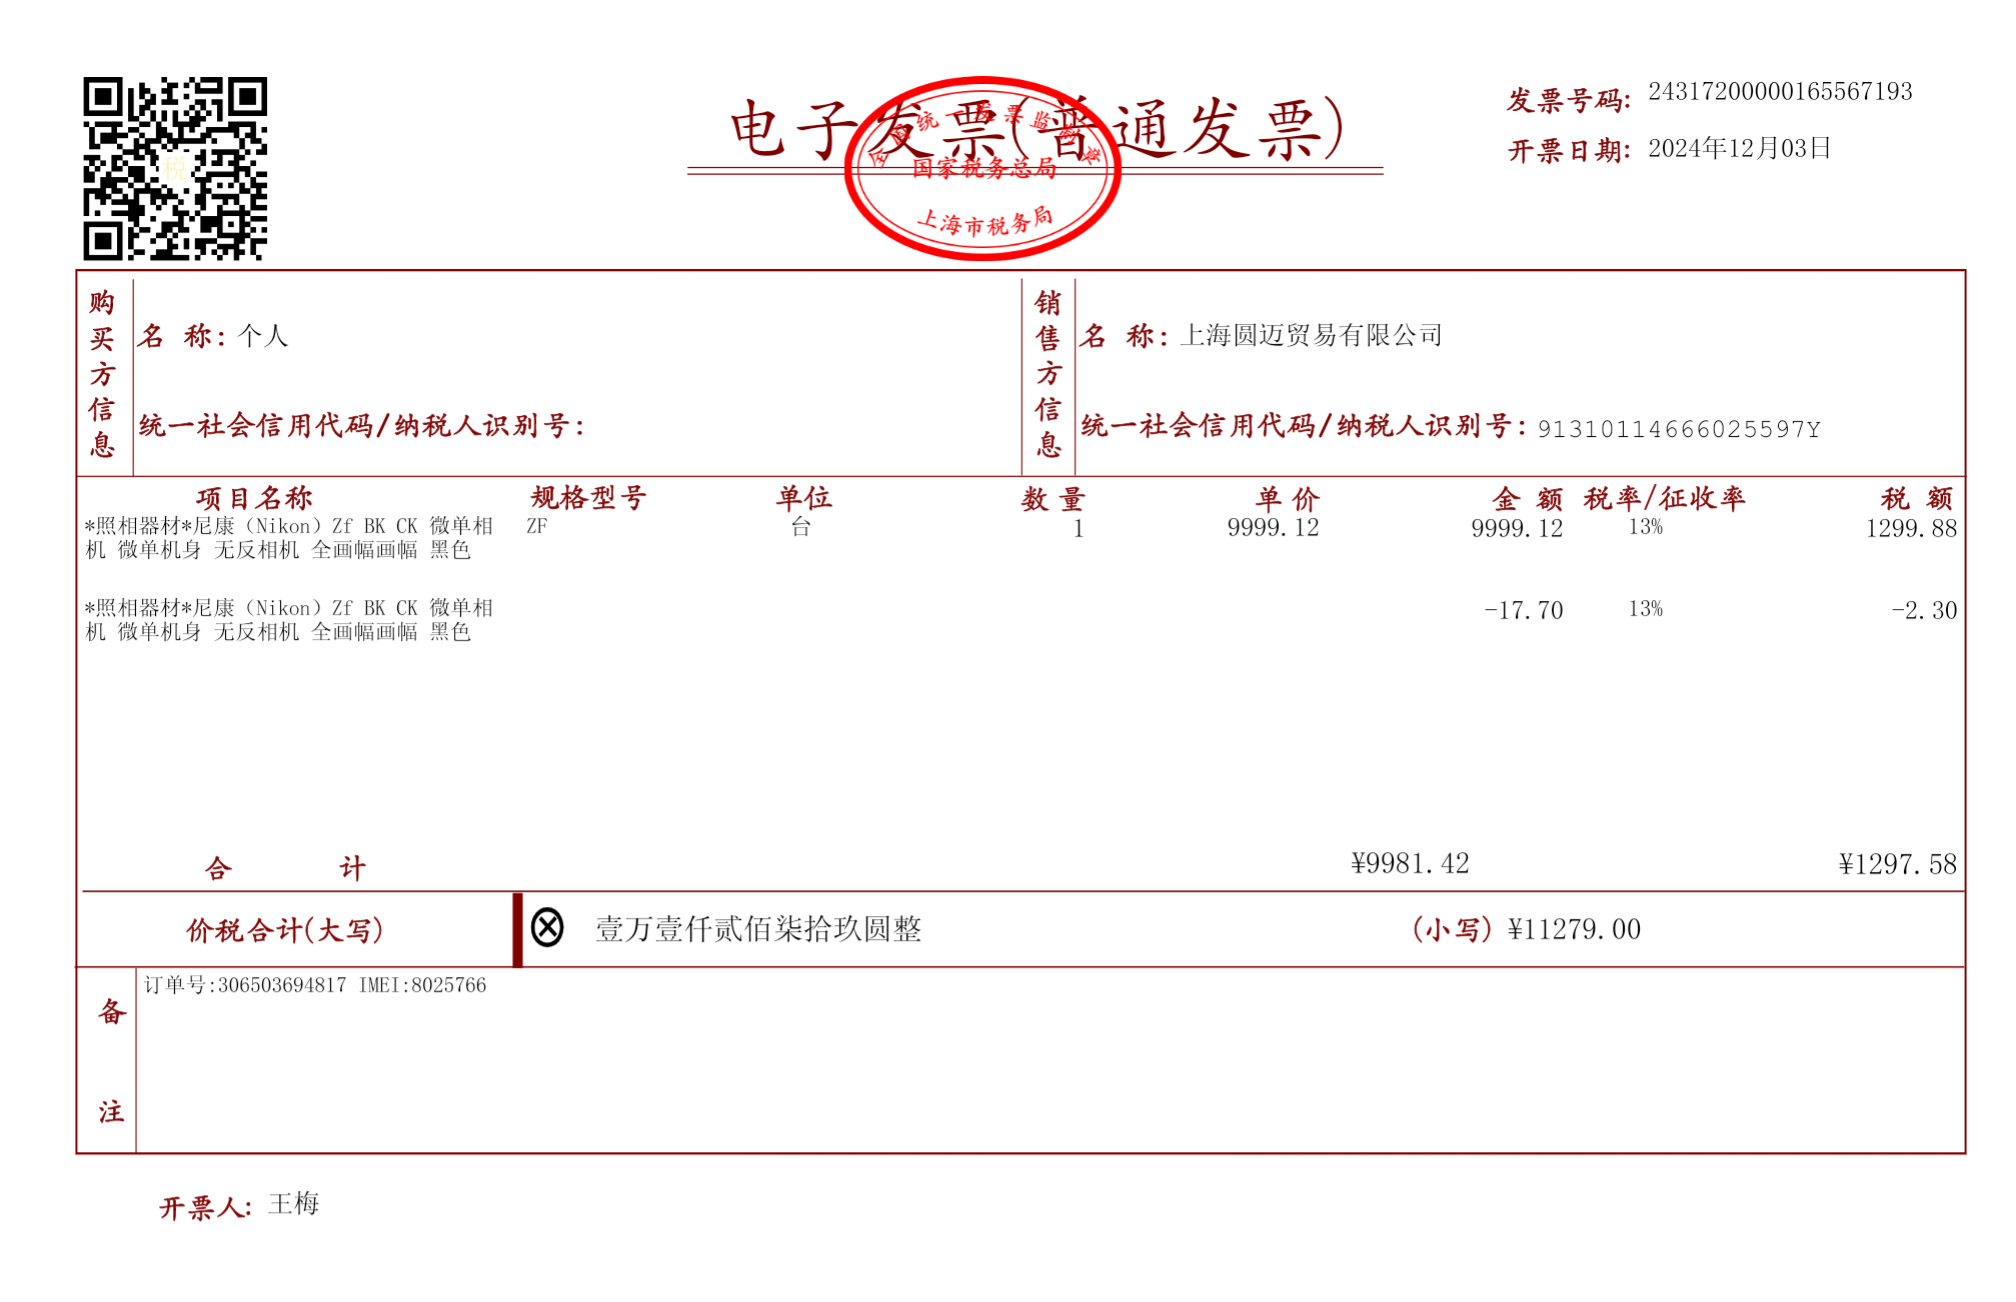 电子发票(普通发票)
全国统一发票监制章
国家税务总局
上海市税务局
税
发票号码: 24317200000165567193
开票日期: 2024年12月03日
购买方信息
名 称: 个人
统一社会信用代码/纳税人识别号:
销售方信息
名 称: 上海圆迈贸易有限公司
统一社会信用代码/纳税人识别号: 91310114666025597Y
项目名称 规格型号 单位 数量 单价 金额 税率/征收率 税额
*照相器材*尼康（Nikon）Zf BK CK 微单相 ZF 台 1 9999.12 9999.12 13% 1299.88
机 微单机身 无反相机 全画幅画幅 黑色
*照相器材*尼康（Nikon）Zf BK CK 微单相 -17.70 13% -2.30
机 微单机身 无反相机 全画幅画幅 黑色
合 计 ¥9981.42 ¥1297.58
价税合计(大写) 壹万壹仟贰佰柒拾玖圆整 (小写) ¥11279.00
备注
订单号:306503694817 IMEI:8025766
开票人: 王梅